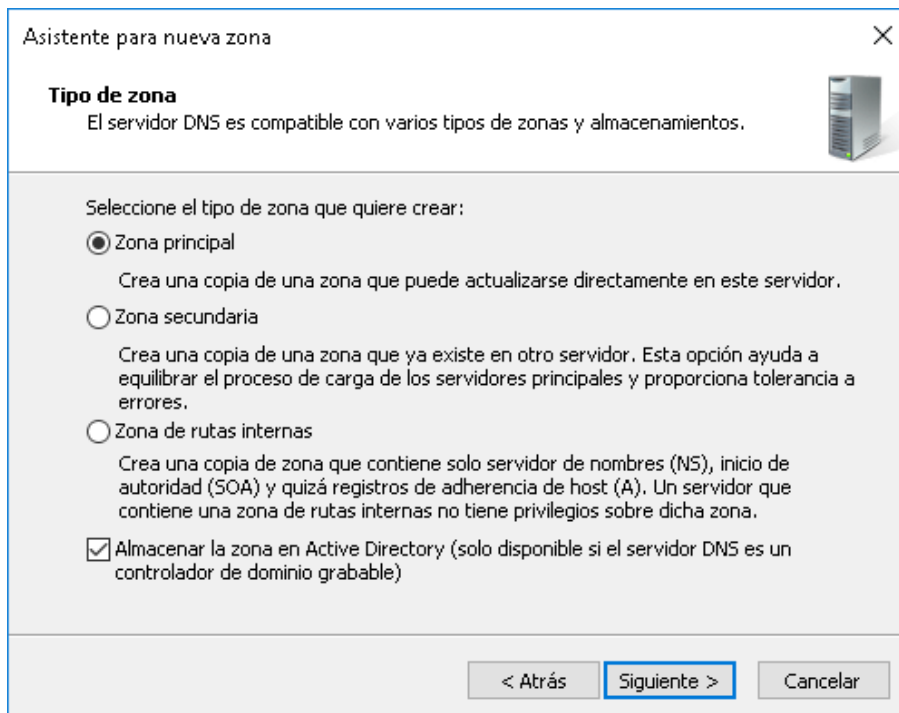 Asistente para nueva zona
Tipo de zona
El servidor DNS es compatible con varios tipos de zonas y almacenamientos.
Seleccione el tipo de zona que quiere crear:
Zona principal
Crea una copia de una zona que puede actualizarse directamente en este servidor.
Zona secundaria
Crea una copia de una zona que ya existe en otro servidor. Esta opción ayuda a
equilibrar el proceso de carga de los servidores principales y proporciona tolerancia a
errores.
Zona de rutas internas
Crea una copia de zona que contiene solo servidor de nombres (NS), inicio de
autoridad (SOA) y quizá registros de adherencia de host (A). Un servidor que
contiene una zona de rutas internas no tiene privilegios sobre dicha zona.
Almacenar la zona en Active Directory (solo disponible si el servidor DNS es un
controlador de dominio grabable)
< Atrás Siguiente > Cancelar